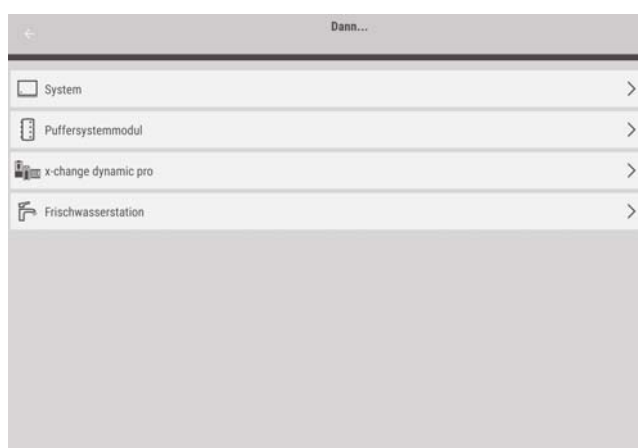 Dann...
System
Puffersystemmodul
x-change dynamic pro
Frischwasserstation